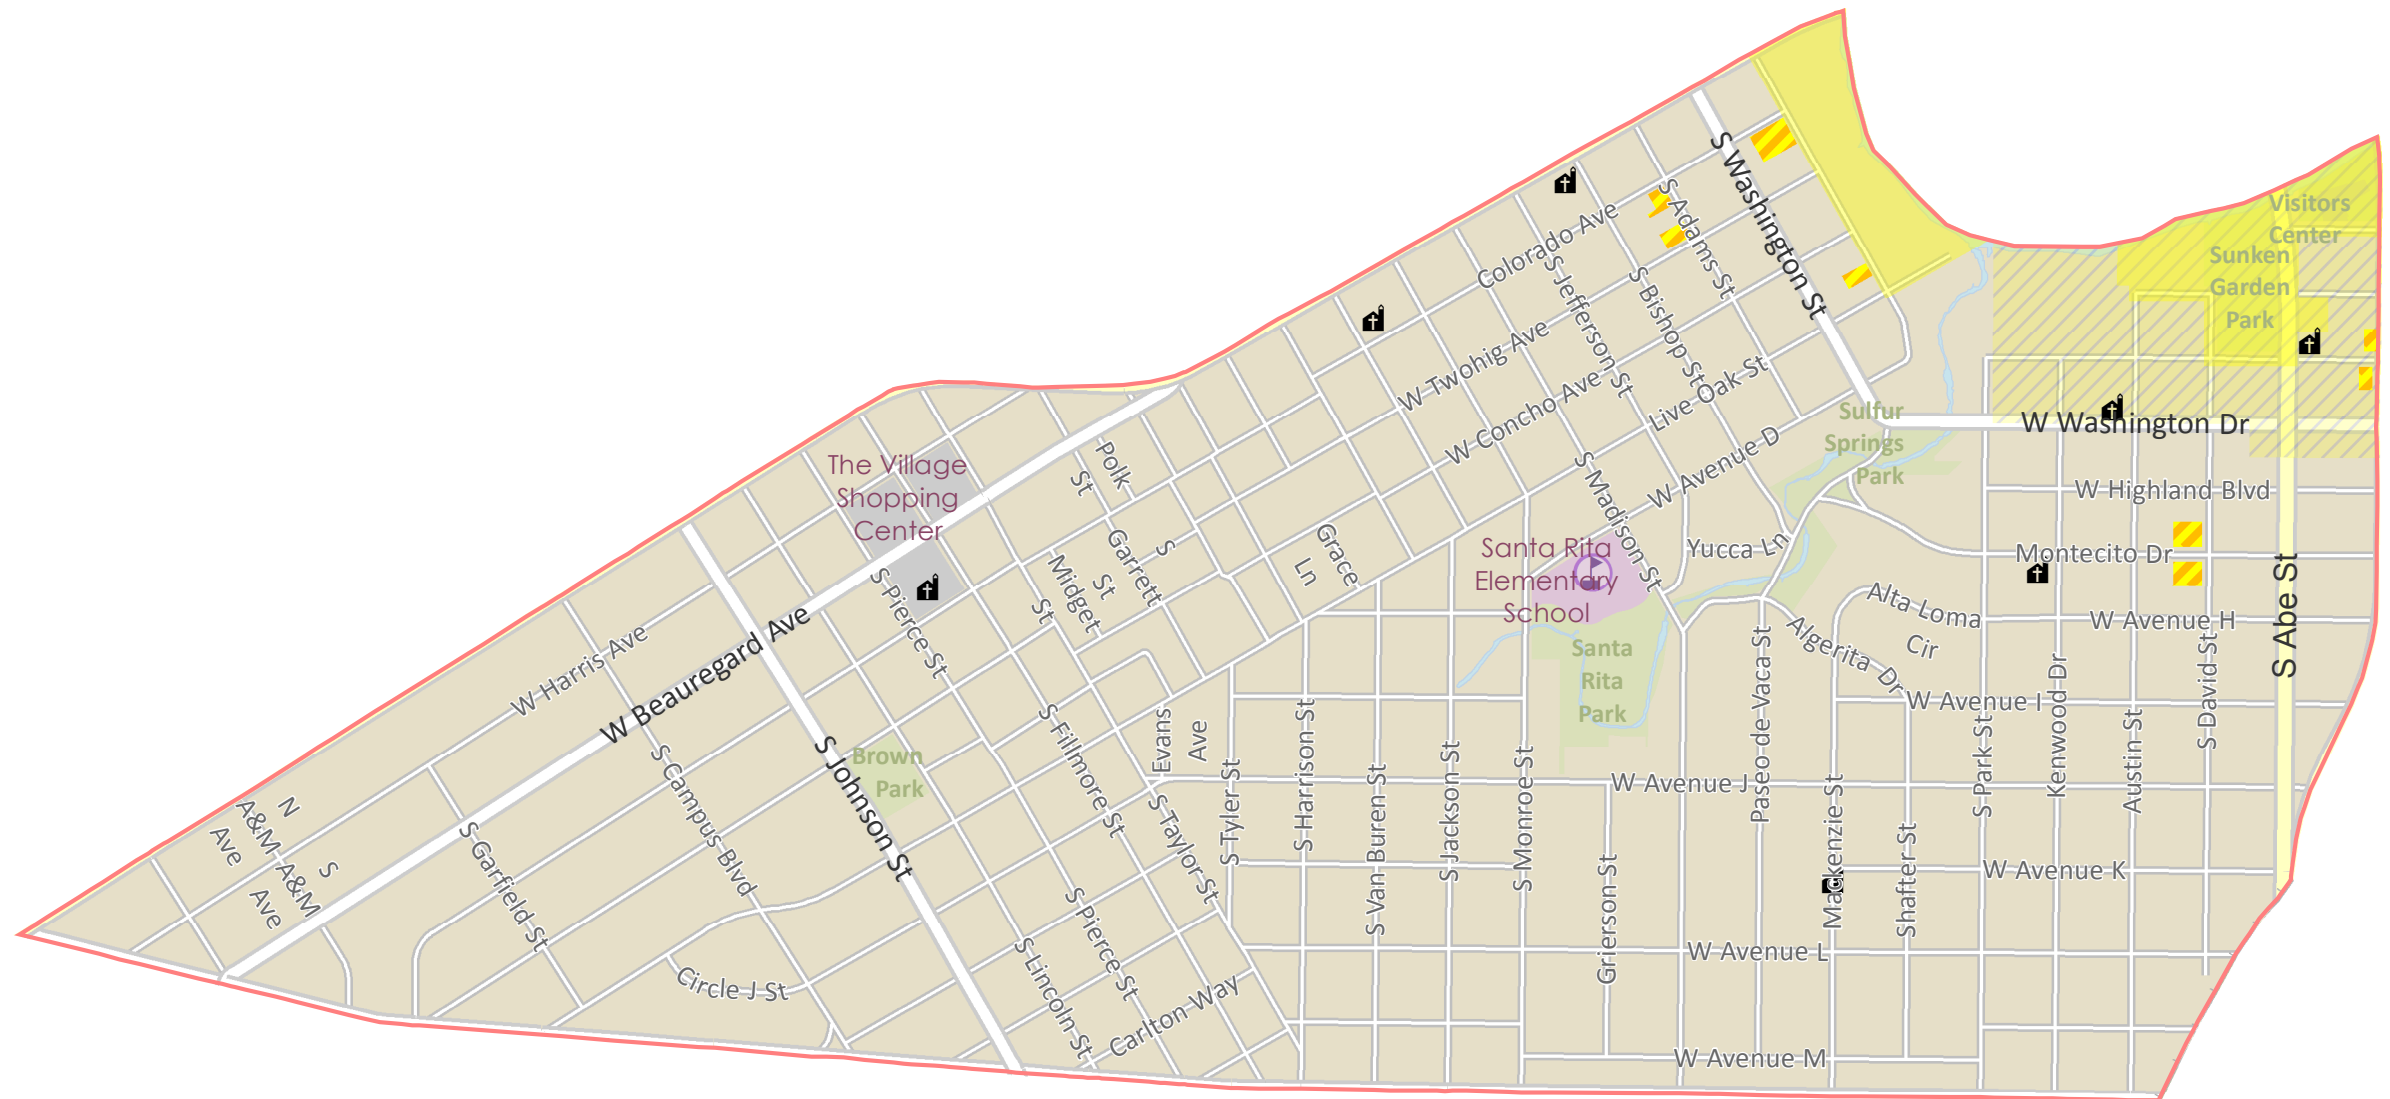 Visitors
Center
Sunken
Garden
Park
S Washington St
S Adams St
Colorado Ave
S Jefferson St
S Bishop St
W Twohig Ave
W Concho Ave
Live Oak St
Sulfur
Springs
Park
W Washington Dr
W Avenue D
S Madison St
W Highland Blvd
The Village
Shopping
Center
Polk
St
S
Garrett
St
Midget
St
Grace
Ln
Santa Rita
Elementary
School
Yucca Ln
Montecito Dr
S Abe St
Alta Loma
Cir
W Avenue H
Algerita Dr
Santa
Rita
Park
S Pierce St
W Harris Ave
W Beauregard Ave
Paseo de Vaca St
Kenwood Dr
S David St
W Avenue I
S Park St
Austin St
Evans
Ave
S Fillmore St
S Campus Blvd
S Johnson St
Brown
Park
S Harrison St
S Tyler St
S Van Buren St
S Jackson St
S Monroe St
W Avenue J
Mackenzie St
Shafter St
N
A&M
Ave
S
A&M
Ave
S Garfield St
S Taylor St
W Avenue K
Grierson St
S Pierce St
S Lincoln St
W Avenue L
Circle J St
Carlton Way
W Avenue M